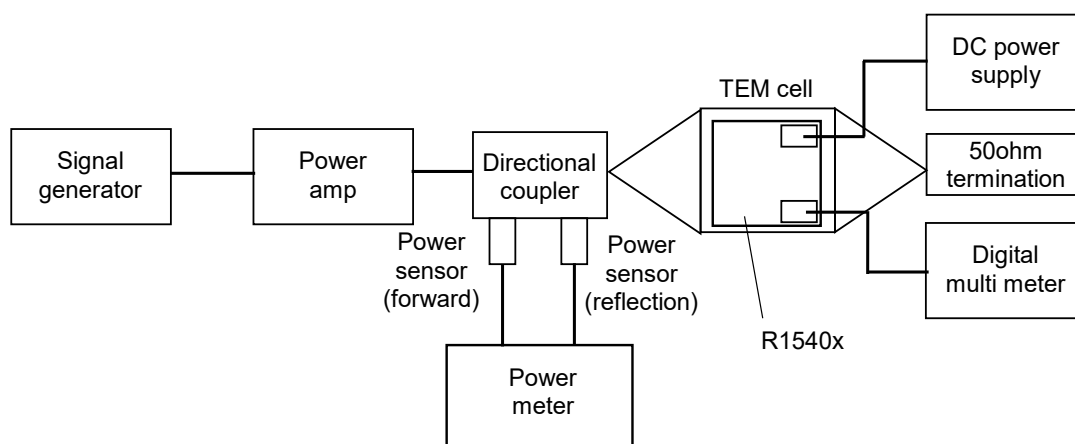 Signal
generator
Power
amp
Directional
coupler
Power
sensor
(forward)
Power
sensor
(reflection)
Power
meter
TEM cell
R1540x
DC power
supply
50ohm
termination
Digital
multi meter